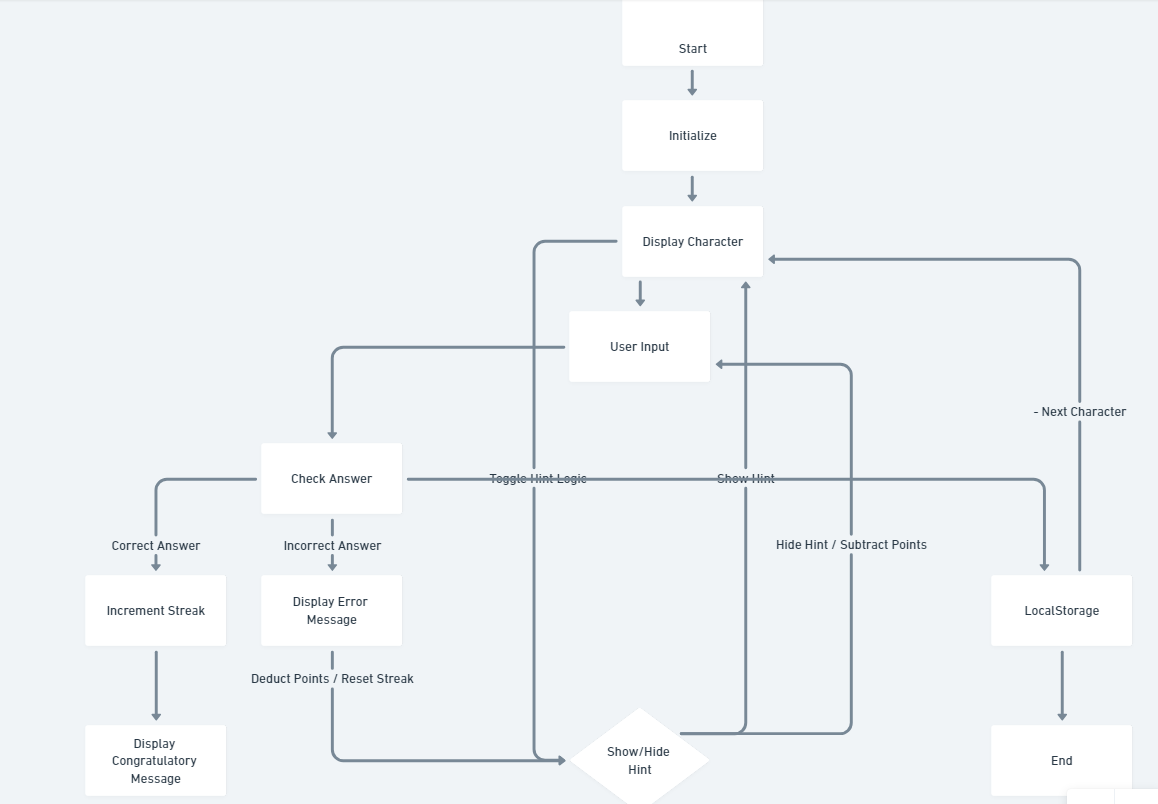 Start
Initialize
Display Character
User Input
- Next Character
Check Answer
Toggle Hint Logic
Show Hint
Correct Answer
Incorrect Answer
Hide Hint / Subtract Points
Increment Streak
Display Error
Message
LocalStorage
Deduct Points / Reset Streak
Display
Congratulatory
Message
Show/Hide
Hint
End